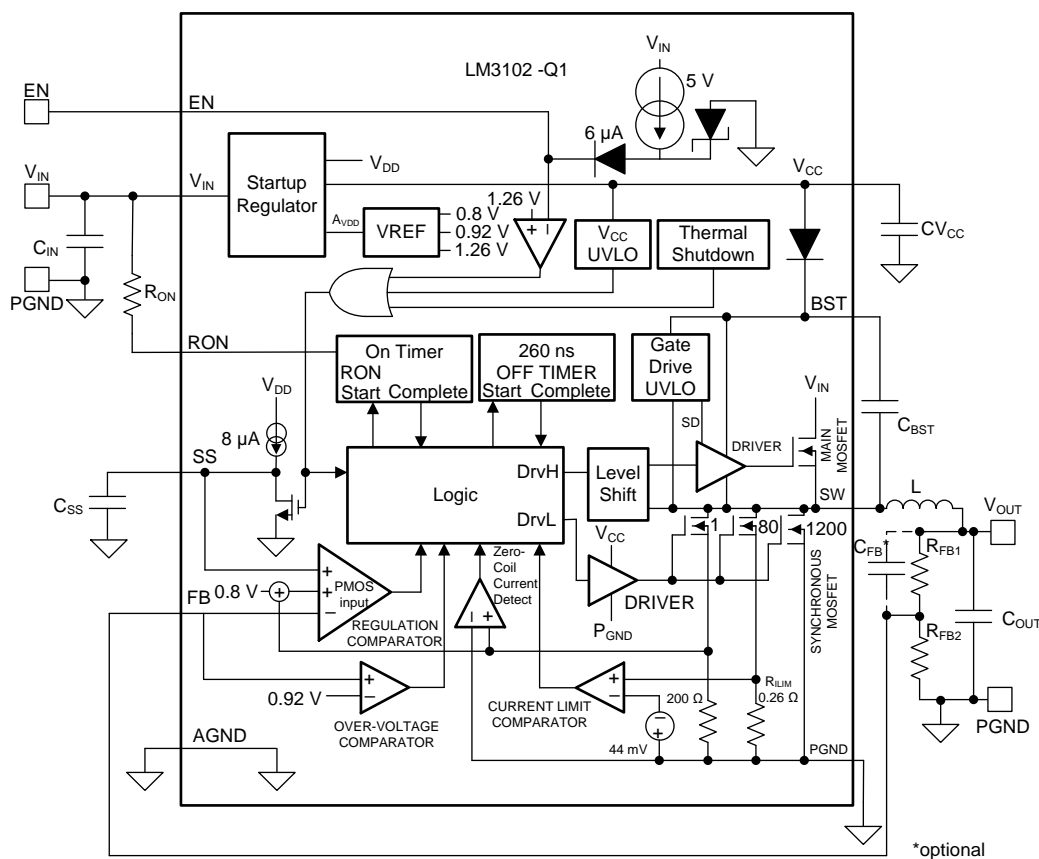 LM3102 -Q1
V_IN
5 V
EN
EN
6 µA
V_IN
V_IN
Startup
Regulator
V_DD
V_CC
A_VDD
VREF
0.8 V
0.92 V
1.26 V
1.26 V
+ −
V_CC
UVLO
Thermal
Shutdown
CV_CC
C_IN
PGND
R_ON
BST
RON
On Timer
RON
Start Complete
260 ns
OFF TIMER
Start Complete
Gate
Drive
UVLO
V_IN
V_DD
8 µA
SD
DRIVER
MAIN
MOSFET
C_BST
SS
C_SS
Logic
DrvH
DrvL
Level
Shift
SW
L
V_OUT
1
80
1200
V_CC
DRIVER
P_GND
SYNCHRONOUS
MOSFET
C_FB*
R_FB1
R_FB2
C_OUT
Zero-
Coil
Current
Detect
− +
+
+
−
PMOS
input
FB
0.8 V
+
REGULATION
COMPARATOR
+
−
0.92 V
OVER-VOLTAGE
COMPARATOR
+
−
CURRENT LIMIT
COMPARATOR
R_ILIM
200 Ω
0.26 Ω
−
+
44 mV
PGND
PGND
AGND
*optional